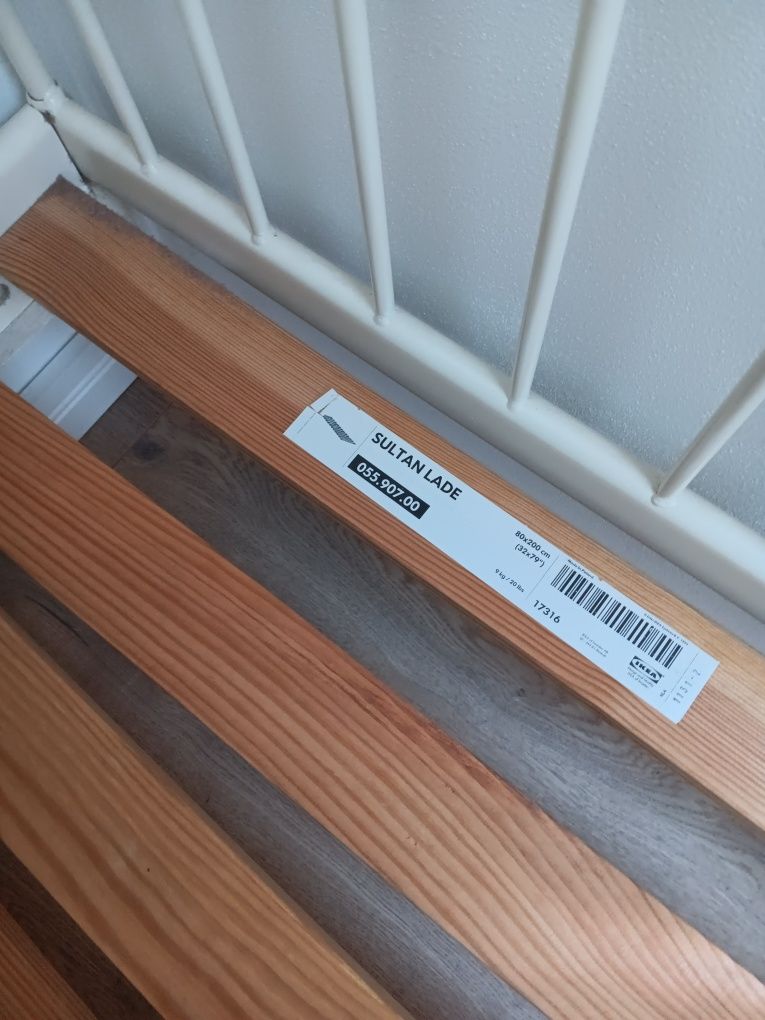 SULTAN LADE
055.907.00
80x200 cm
(32x79")
9 kg / 20 lbs
17316
IKEA